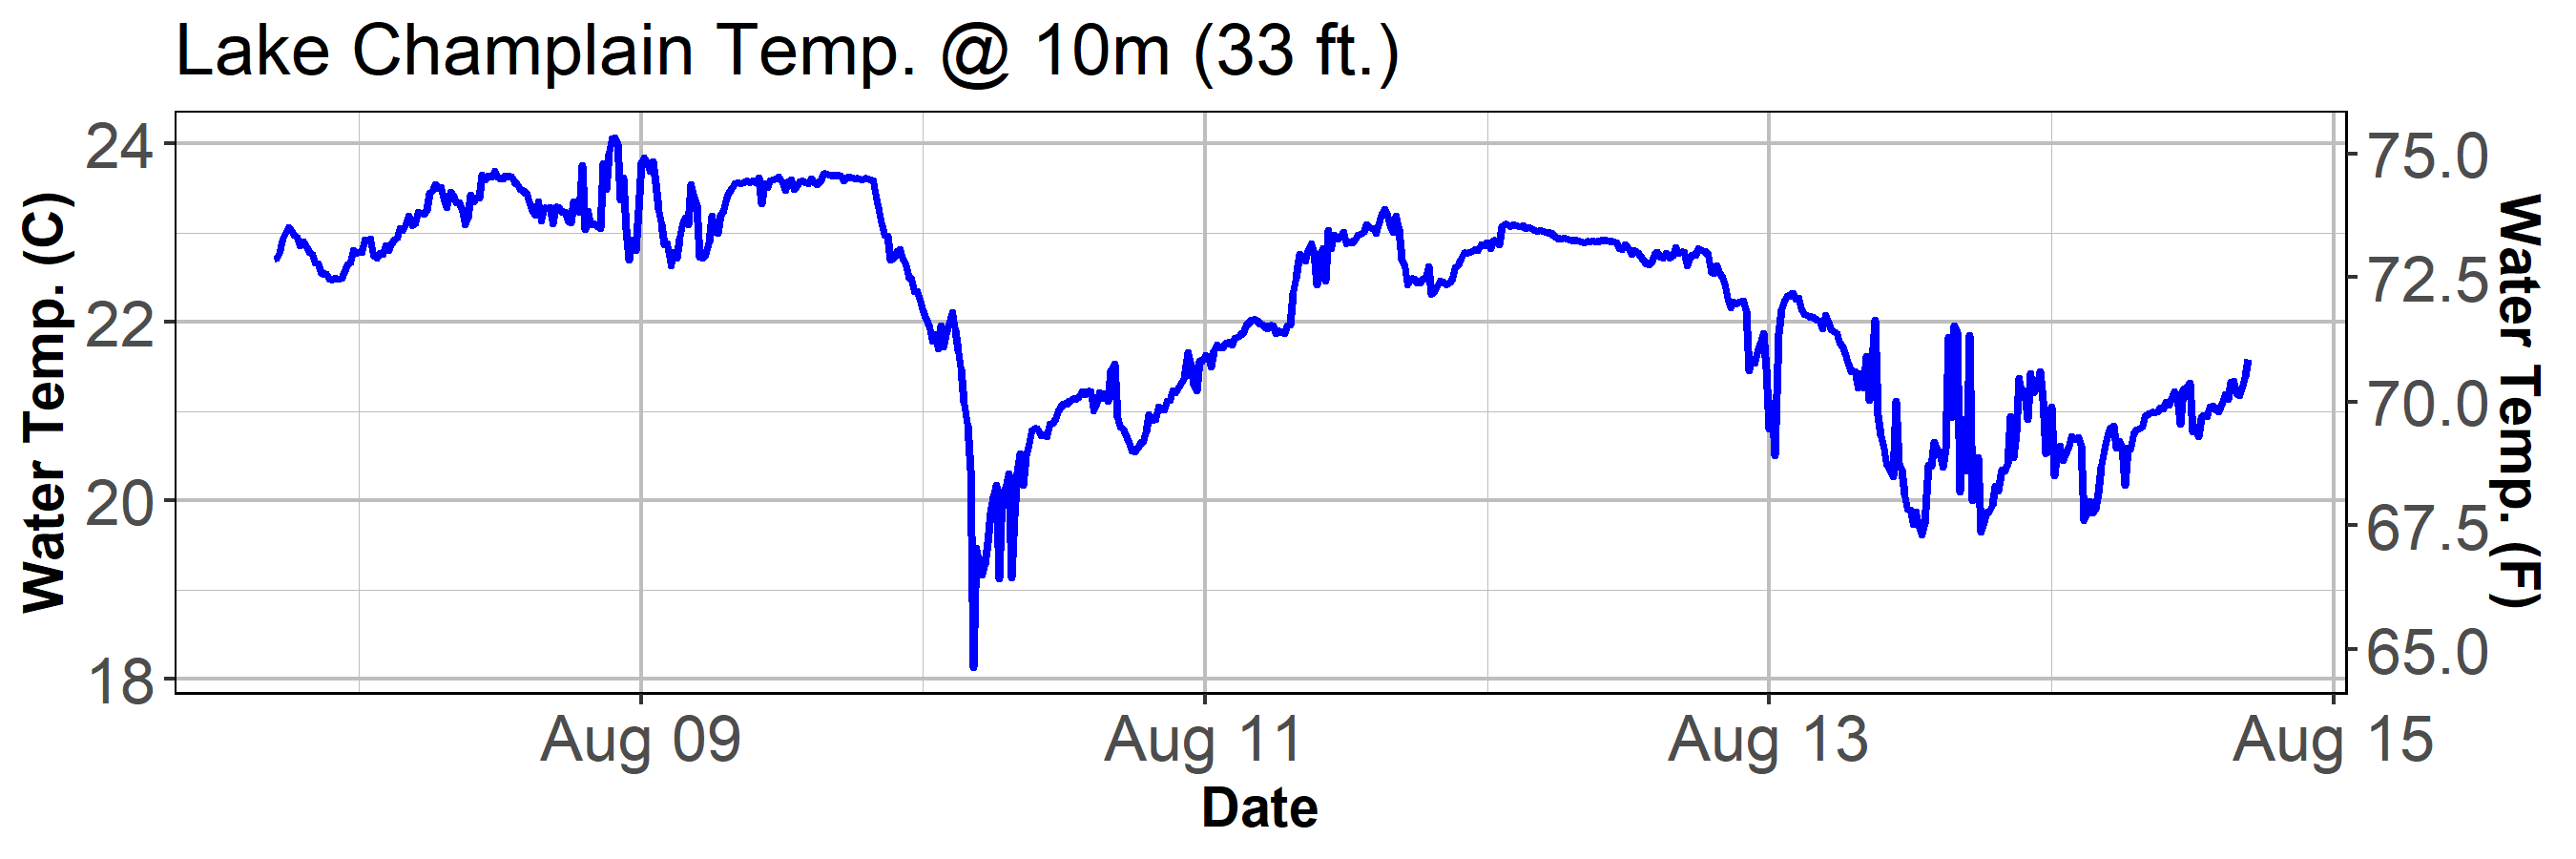 Lake Champlain Temp. @ 10m (33 ft.)
Water Temp. (C)
24
22
20
18
75.0
72.5
70.0
67.5
65.0
Water Temp. (F)
Aug 09
Aug 11
Aug 13
Aug 15
Date